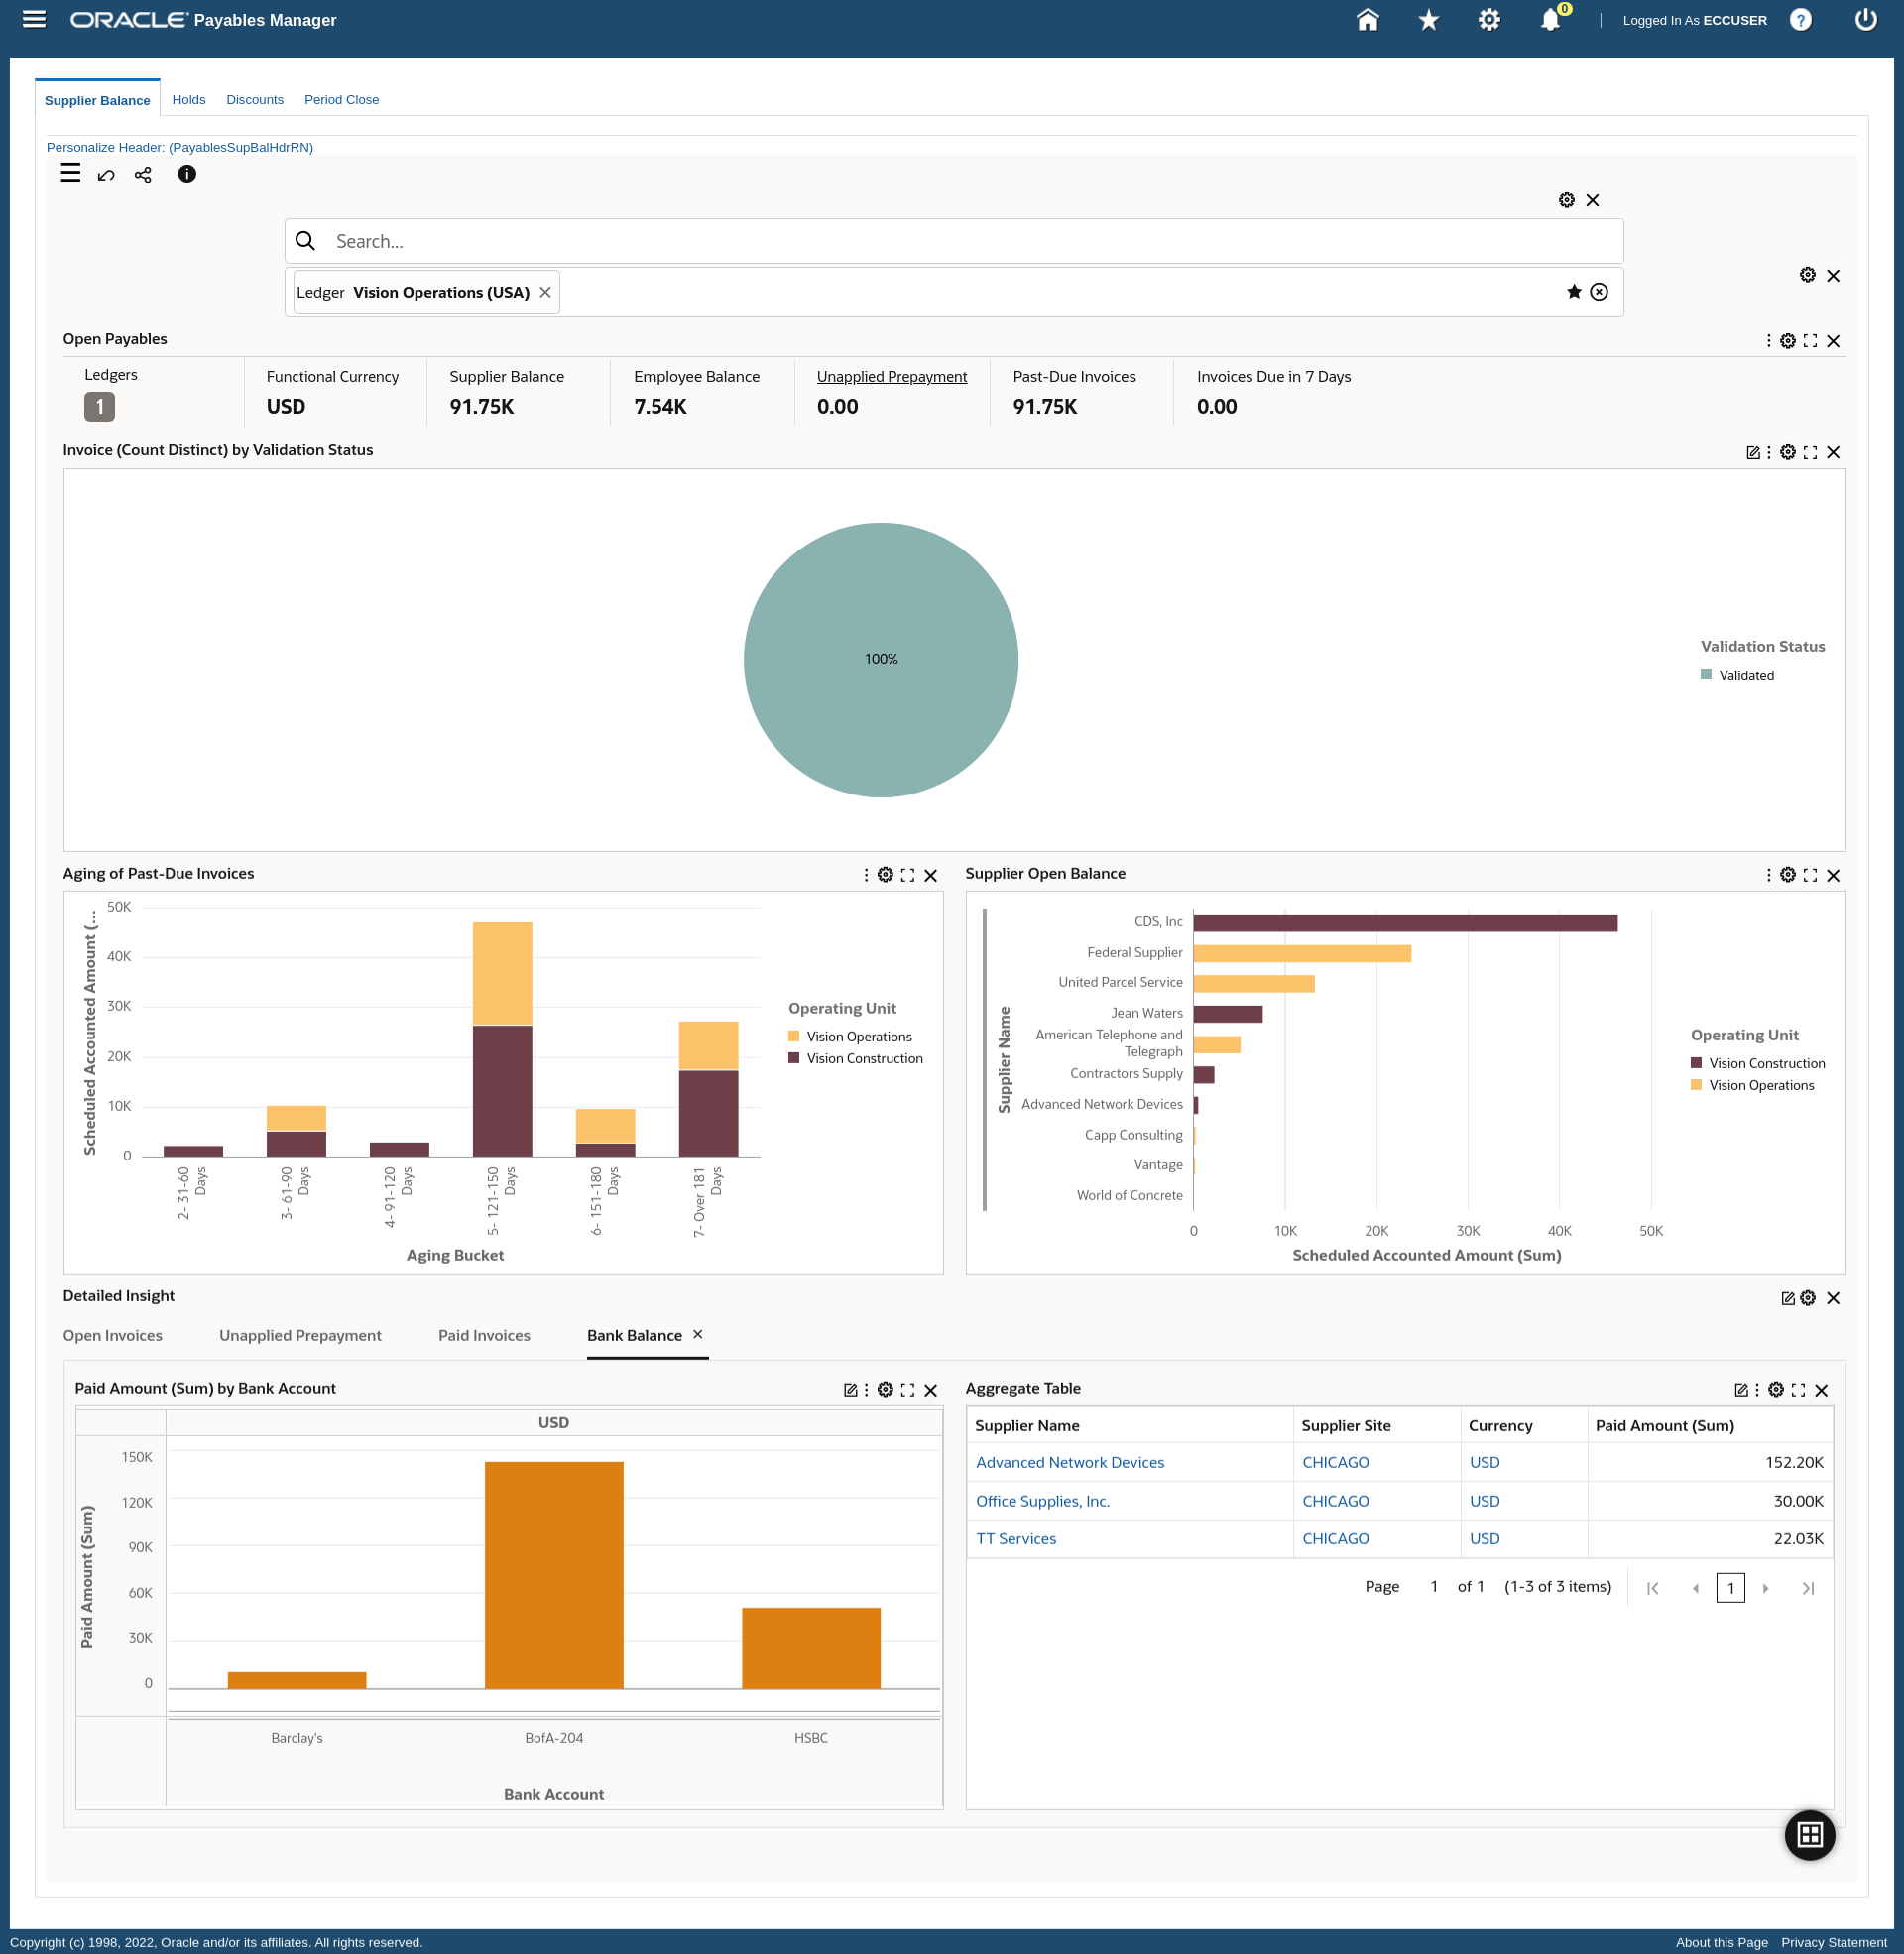 ORACLE Payables Manager
0
Logged In As ECCUSER
?
Supplier Balance Holds Discounts Period Close
Personalize Header: (PayablesSupBalHdrRN)
Search...
Ledger Vision Operations (USA)
Open Payables
Ledgers
1
Functional Currency
USD
Supplier Balance
91.75K
Employee Balance
7.54K
Unapplied Prepayment
0.00
Past-Due Invoices
91.75K
Invoices Due in 7 Days
0.00
Invoice (Count Distinct) by Validation Status
100%
Validation Status
Validated
Aging of Past-Due Invoices
Scheduled Accounted Amount (...
50K
40K
30K
20K
10K
0
2- 31-60 Days
3- 61-90 Days
4- 91-120 Days
5- 121-150 Days
6- 151-180 Days
7- Over 181 Days
Aging Bucket
Operating Unit
Vision Operations
Vision Construction
Supplier Open Balance
Supplier Name
CDS, Inc
Federal Supplier
United Parcel Service
Jean Waters
American Telephone and
Telegraph
Contractors Supply
Advanced Network Devices
Capp Consulting
Vantage
World of Concrete
0 10K 20K 30K 40K 50K
Scheduled Accounted Amount (Sum)
Operating Unit
Vision Construction
Vision Operations
Detailed Insight
Open Invoices Unapplied Prepayment Paid Invoices Bank Balance
Paid Amount (Sum) by Bank Account
USD
Paid Amount (Sum)
150K
120K
90K
60K
30K
0
Barclay's BofA-204 HSBC
Bank Account
Aggregate Table
Supplier Name Supplier Site Currency Paid Amount (Sum)
Advanced Network Devices CHICAGO USD 152.20K
Office Supplies, Inc. CHICAGO USD 30.00K
TT Services CHICAGO USD 22.03K
Page 1 of 1 (1-3 of 3 items) 1
Copyright (c) 1998, 2022, Oracle and/or its affiliates. All rights reserved.
About this Page Privacy Statement